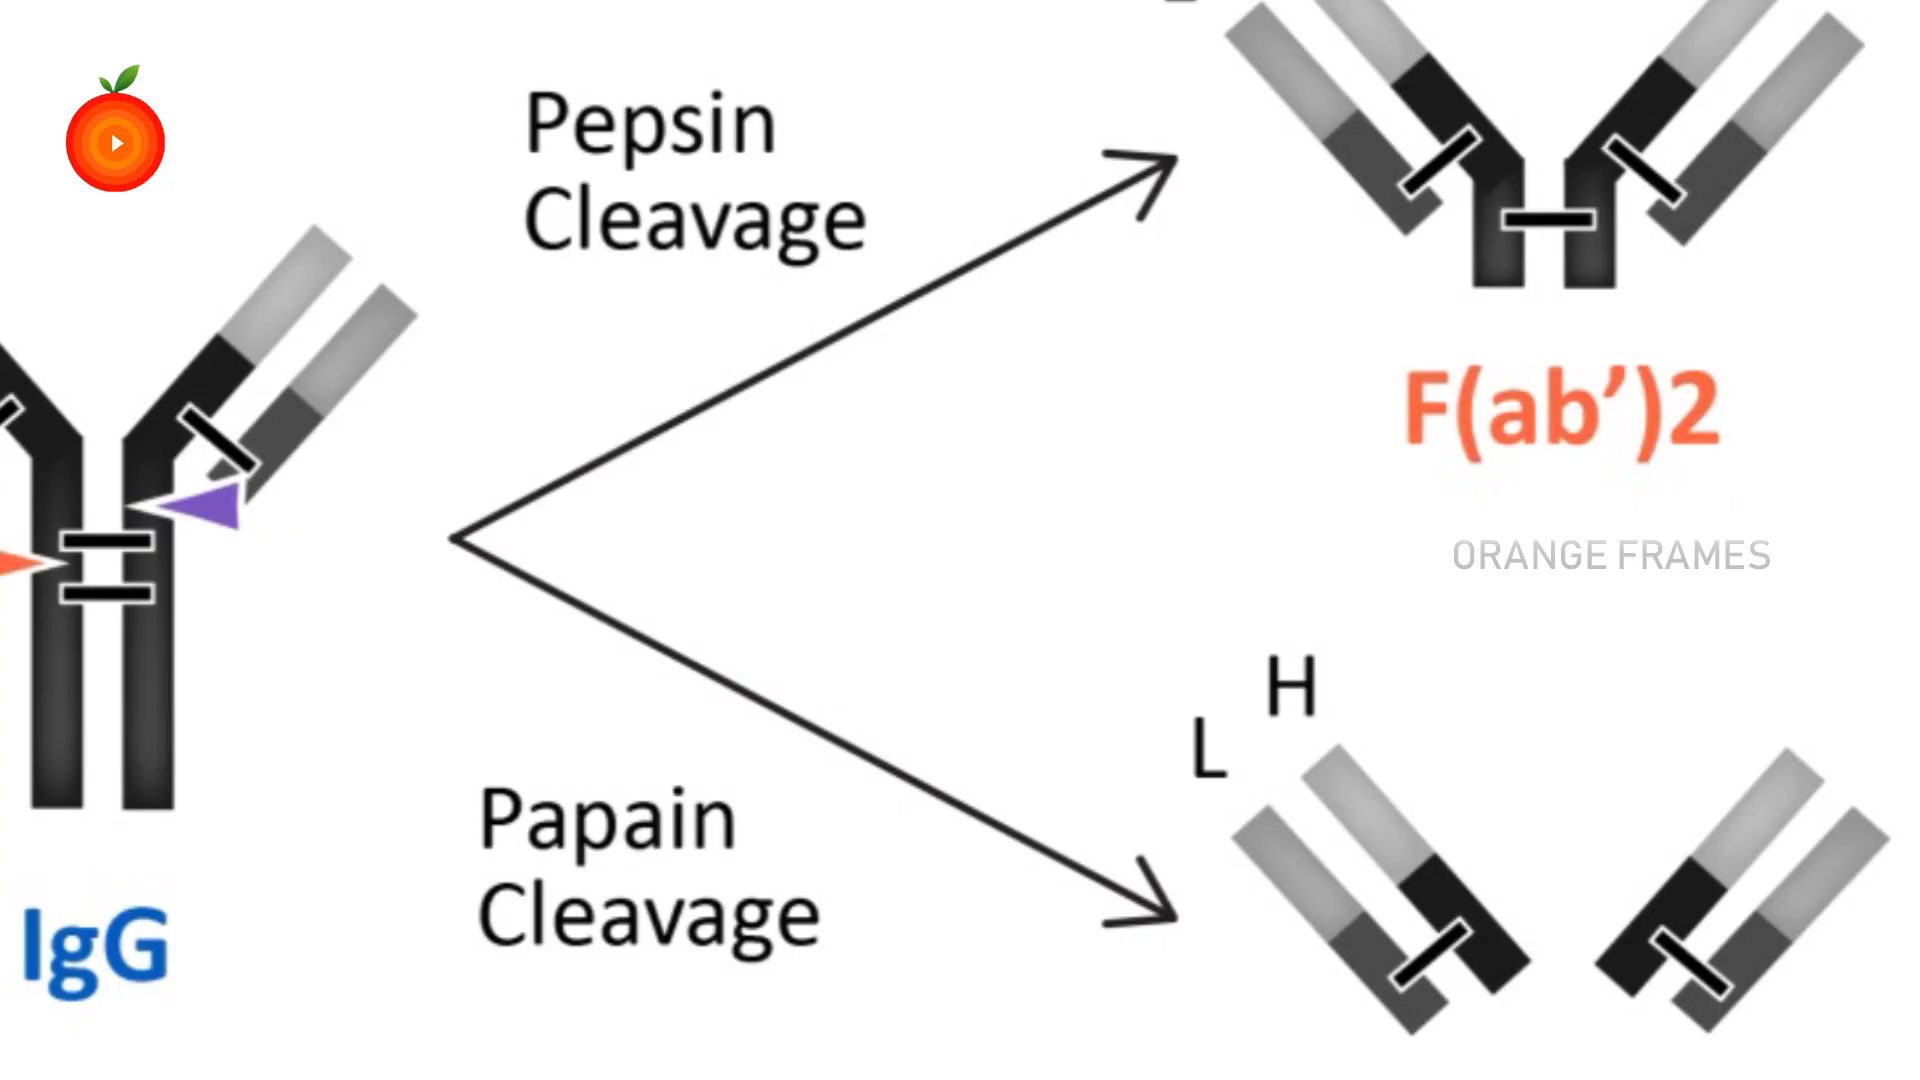 Pepsin
Cleavage
F(ab’)2
ORANGE FRAMES
H
L
Papain
Cleavage
IgG